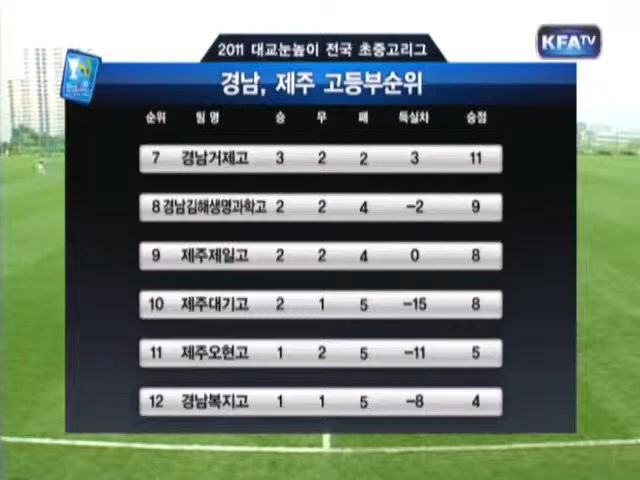 2011 대교눈높이 전국 초중고리그
KFATV
경남, 제주 고등부순위
순위 팀 명 승 무 패 득실차 승점
7 경남거제고 3 2 2 3 11
8 경남김해생명과학고 2 2 4 -2 9
9 제주제일고 2 2 4 0 8
10 제주대기고 2 1 5 -15 8
11 제주오현고 1 2 5 -11 5
12 경남복지고 1 1 5 -8 4